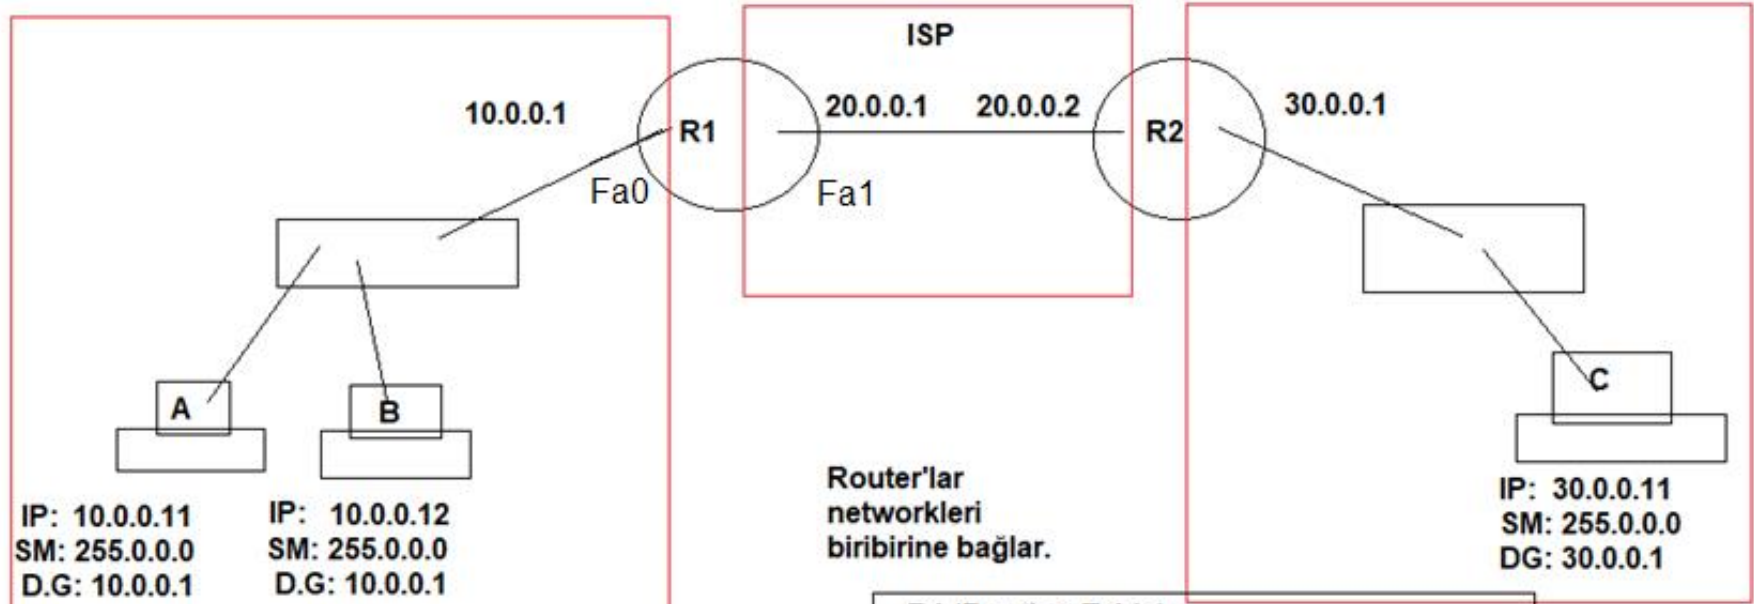 ISP
10.0.0.1
R1
20.0.0.1
20.0.0.2
R2
30.0.0.1
Fa0
Fa1
A
B
C
IP: 10.0.0.11
SM: 255.0.0.0
D.G: 10.0.0.1
IP: 10.0.0.12
SM: 255.0.0.0
D.G: 10.0.0.1
Router'lar
networkleri
biribirine bağlar.
IP: 30.0.0.11
SM: 255.0.0.0
DG: 30.0.0.1